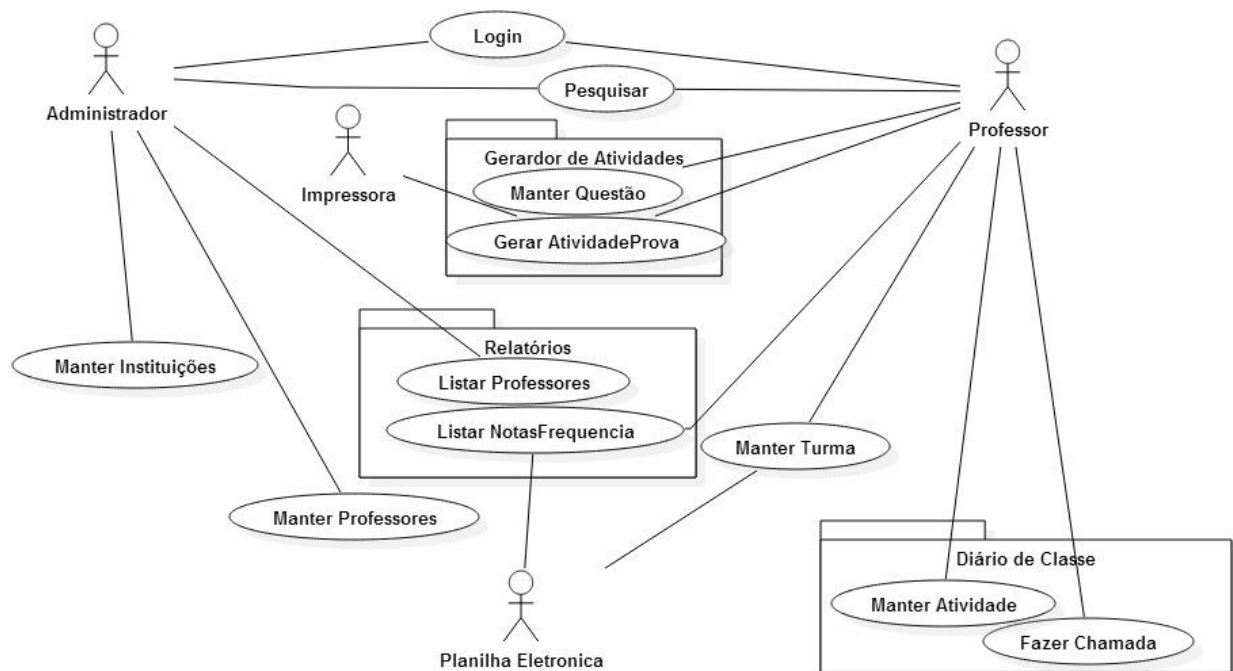 Login
Pesquisar
Administrador
Professor
Impressora
Gerardor de Atividades
Manter Questão
Gerar AtividadeProva
Manter Instituições
Relatórios
Listar Professores
Listar NotasFrequencia
Manter Turma
Manter Professores
Diário de Classe
Manter Atividade
Fazer Chamada
Planilha Eletronica